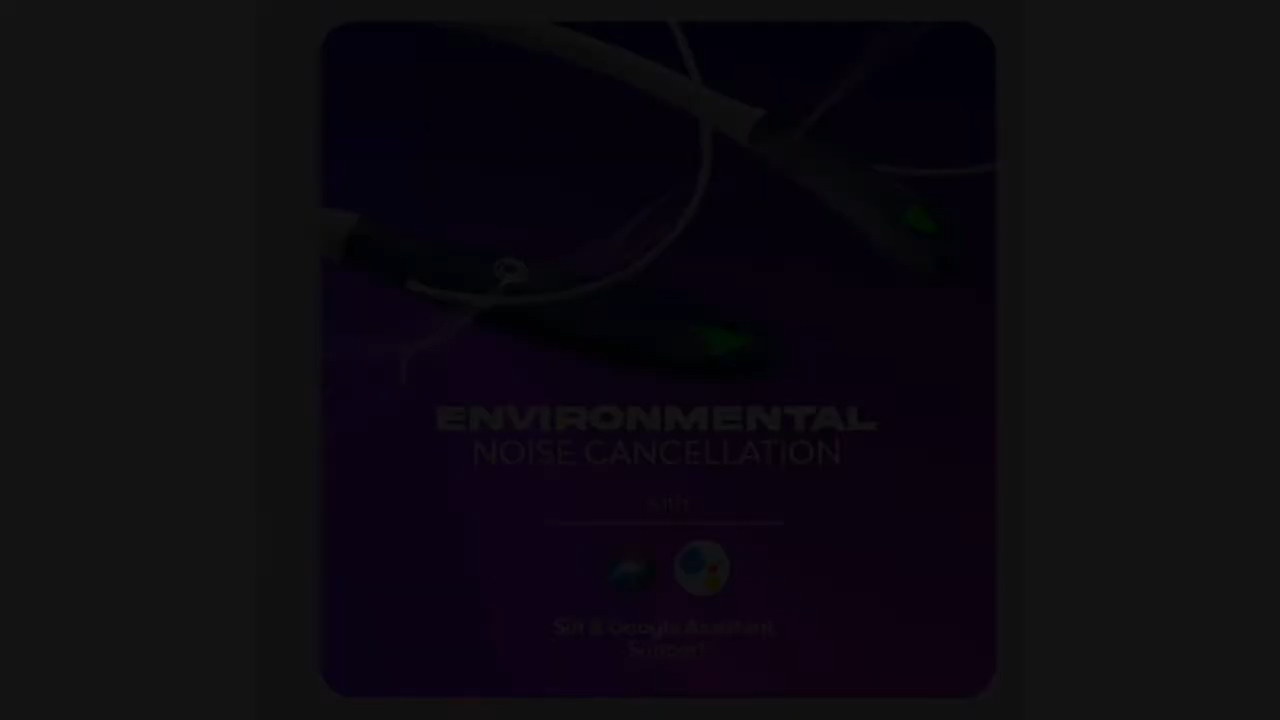 ENVIRONMENTAL
NOISE CANCELLATION
with
Siri & Google Assistant
Support